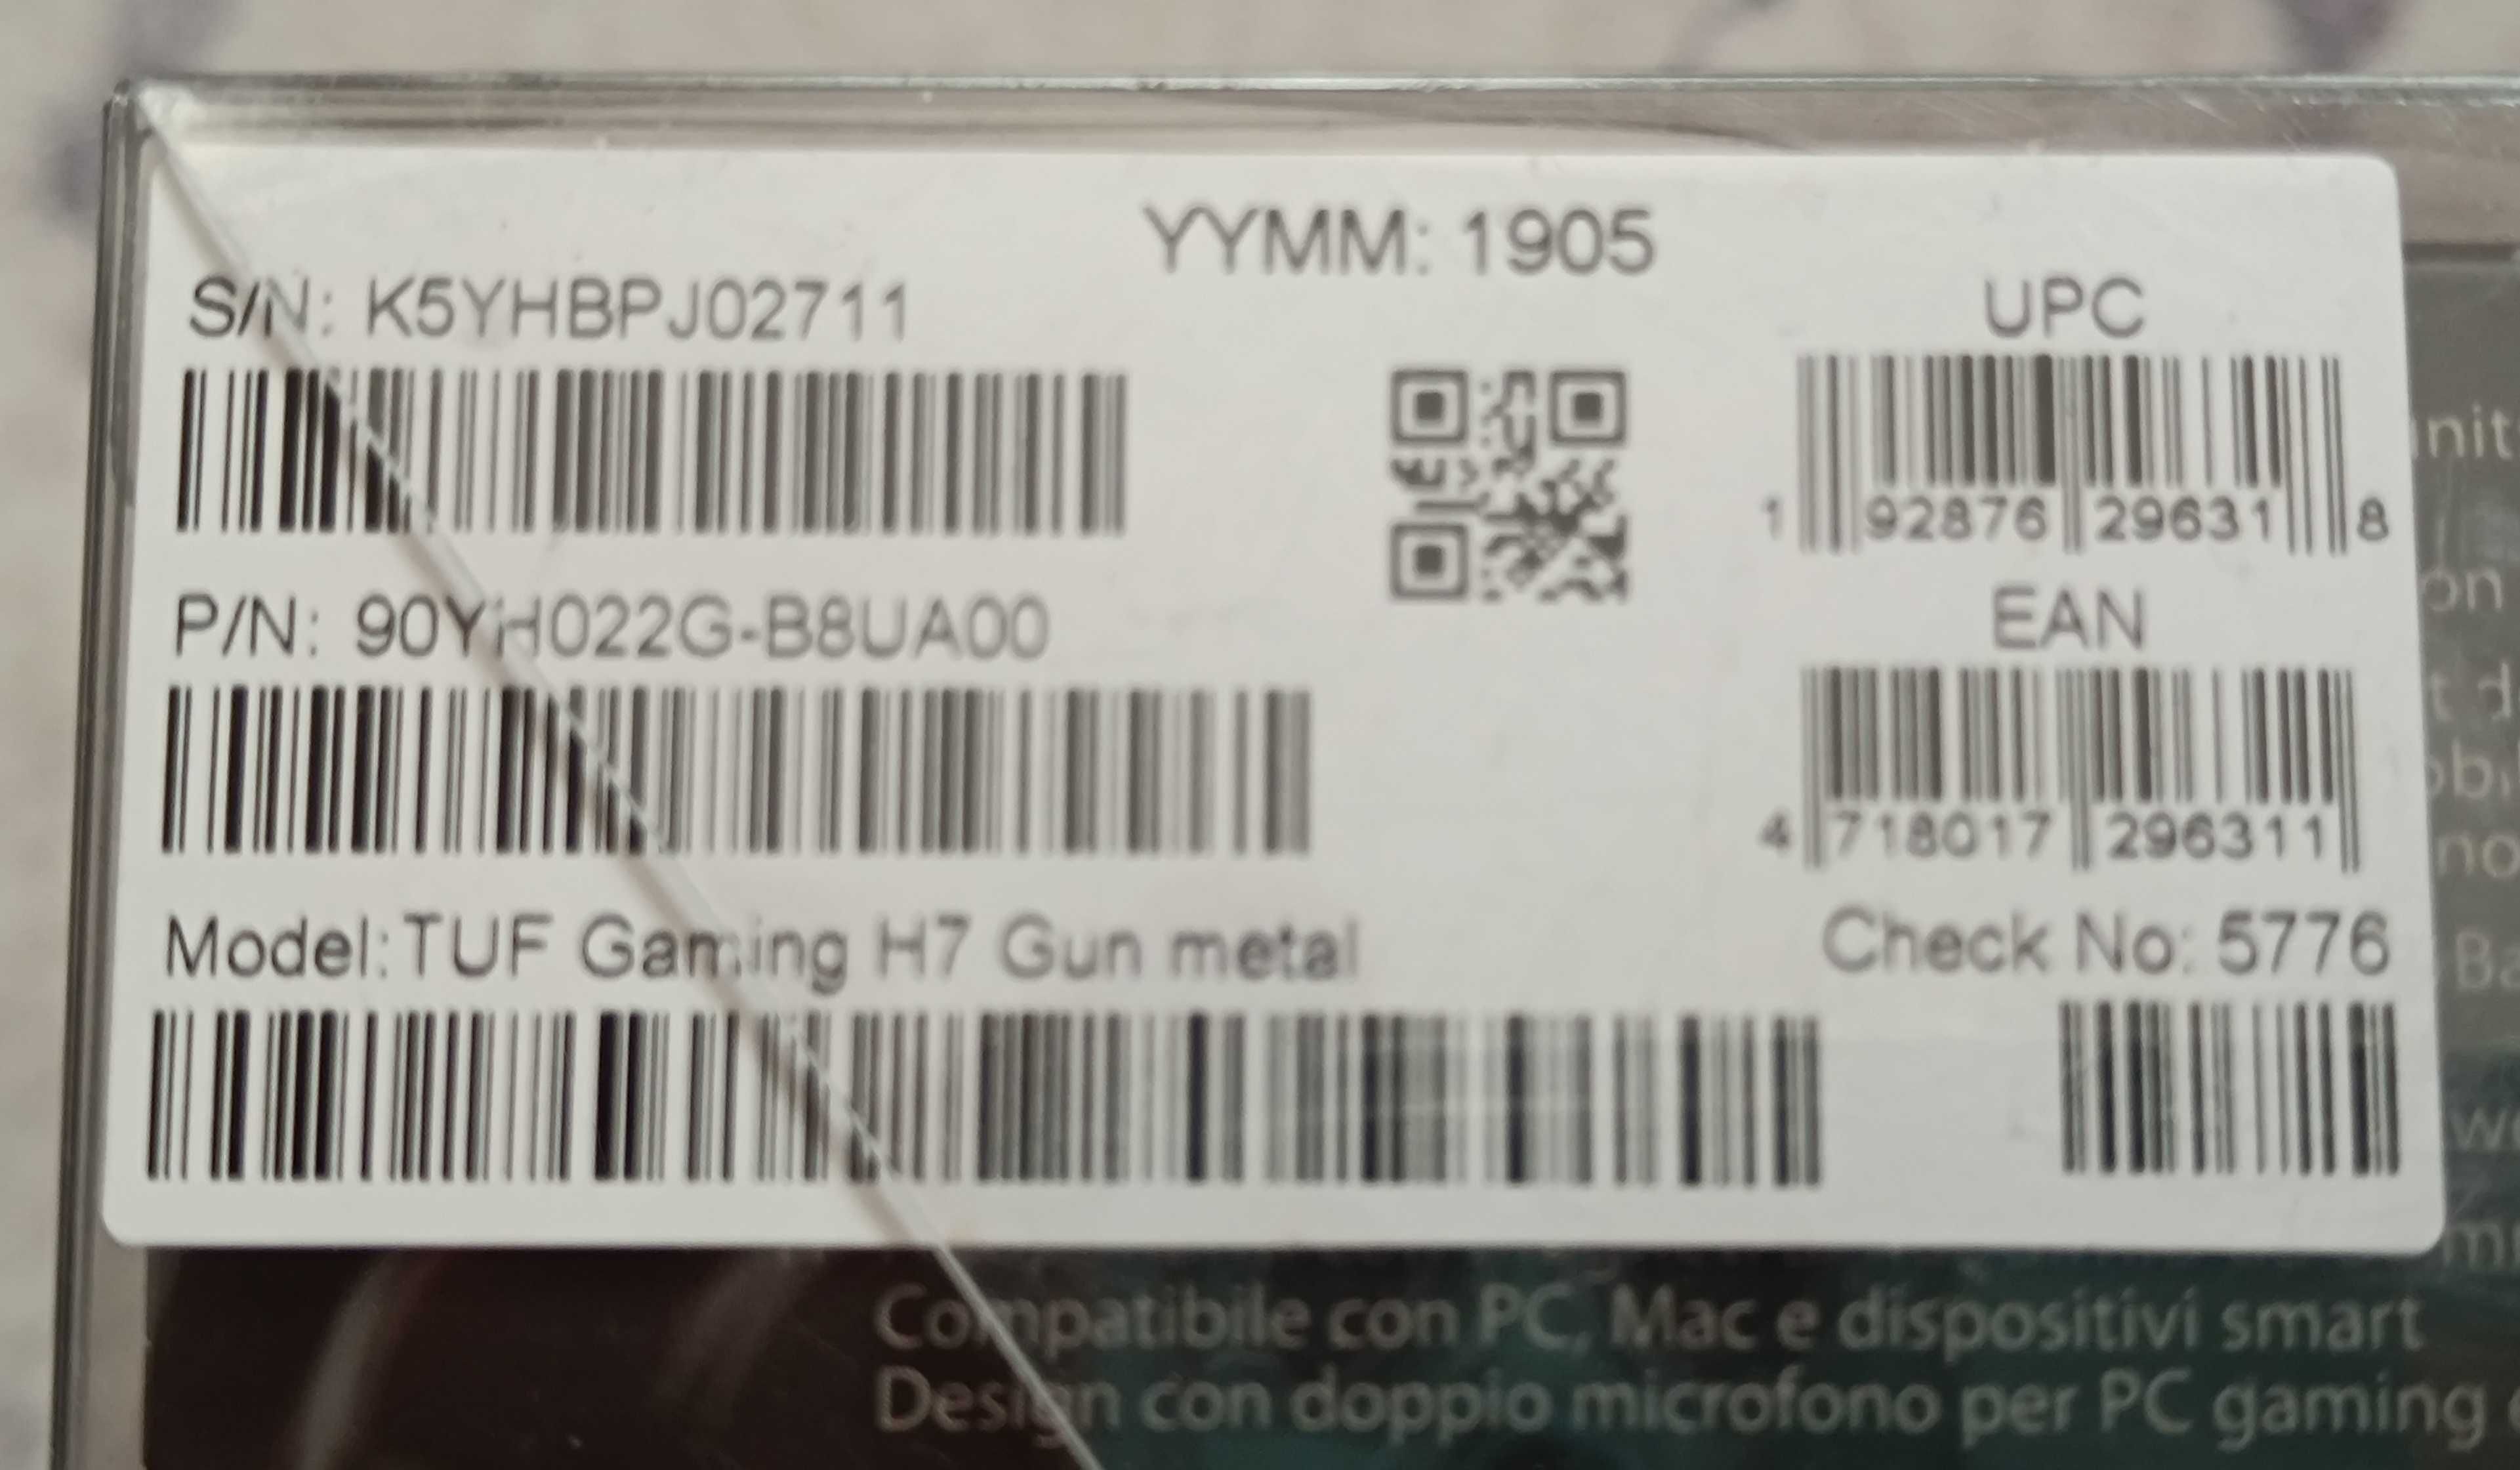 YYMM: 1905
S/N: K5YHBPJ02711
UPC
1 92876 29631 8
P/N: 90YH022G-B8UA00
EAN
4 718017 296311
Model: TUF Gaming H7 Gun metal
Check No: 5776
Compatibile con PC, Mac e dispositivi smart
Design con doppio microfono per PC gaming